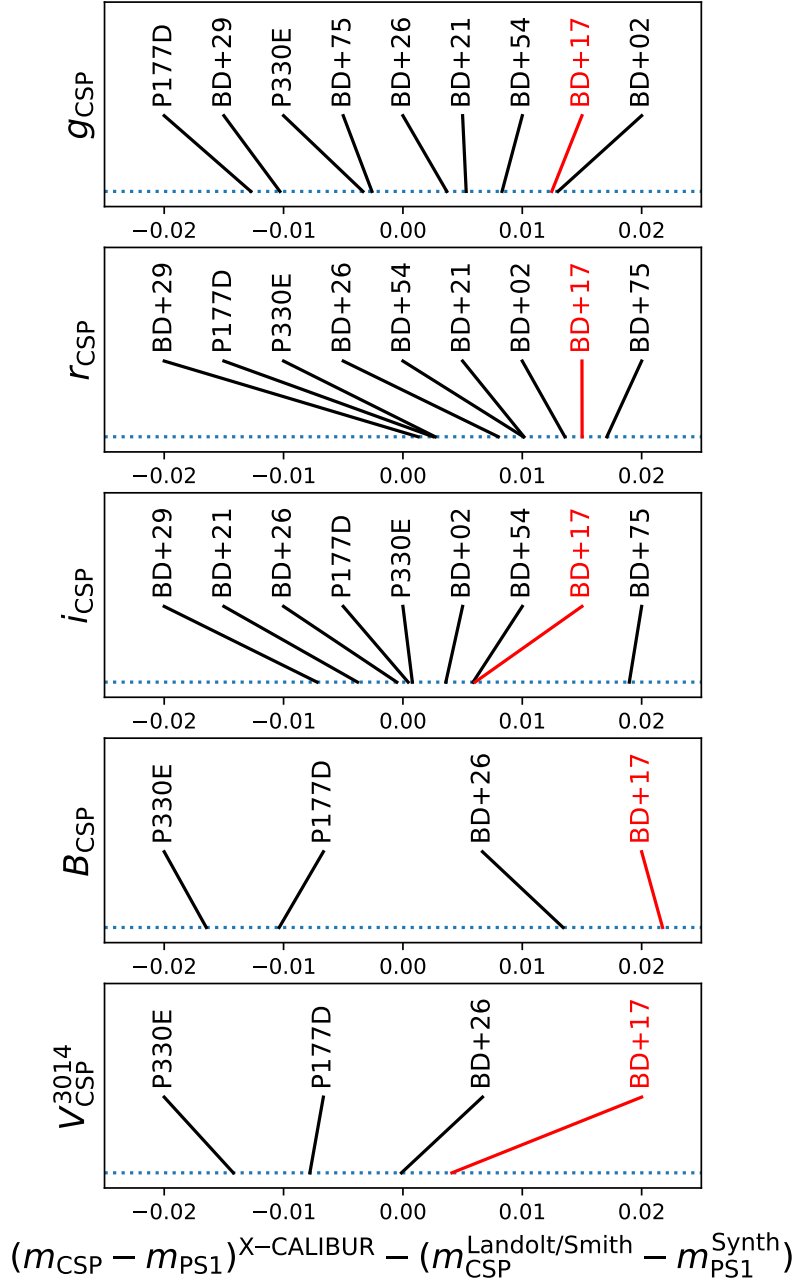 g_CSP
P177D BD+29 P330E BD+75 BD+26 BD+21 BD+54 BD+17 BD+02
−0.02 −0.01 0.00 0.01 0.02
r_CSP
BD+29 P177D P330E BD+26 BD+54 BD+21 BD+02 BD+17 BD+75
−0.02 −0.01 0.00 0.01 0.02
i_CSP
BD+29 BD+21 BD+26 P177D P330E BD+02 BD+54 BD+17 BD+75
−0.02 −0.01 0.00 0.01 0.02
B_CSP
P330E P177D BD+26 BD+17
−0.02 −0.01 0.00 0.01 0.02
V_CSP^3014
P330E P177D BD+26 BD+17
−0.02 −0.01 0.00 0.01 0.02
(m_CSP − m_PS1)^X−CALIBUR − (m_CSP^Landolt/Smith − m_PS1^Synth)